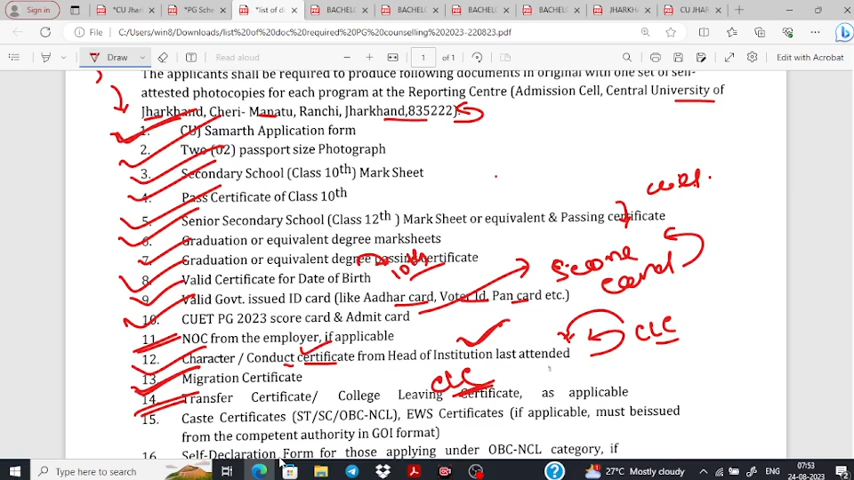 Sign in
*CU Jhar
*PG Sche
*list of d
BACHELO
BACHELO
BACHELO
BACHELO
JHARKHA
CU JHAR
C:/Users/win8/Downloads/list%20of%20doc%20required%20PG%20counselling%202023-220823.pdf
Draw
Read aloud
1 of 1
Edit with Acrobat
The applicants shall be required to produce following documents in original with one set of self-
attested photocopies for each program at the Reporting Centre (Admission Cell, Central University of
Jharkhand, Cheri- Manatu, Ranchi, Jharkhand,835222).
1. CUJ Samarth Application form
2. Two (02) passport size Photograph
3. Secondary School (Class 10th) Mark Sheet
4. Pass Certificate of Class 10th
5. Senior Secondary School (Class 12th ) Mark Sheet or equivalent & Passing certificate
6. Graduation or equivalent degree marksheets
7. Graduation or equivalent degree passing certificate
10th
8. Valid Certificate for Date of Birth
score card
9. Valid Govt. issued ID card (like Aadhar card, Voter Id, Pan card etc.)
10. CUET PG 2023 score card & Admit card
11. NOC from the employer, if applicable
CLC
12. Character / Conduct certificate from Head of Institution last attended
13. Migration Certificate
CLC
14. Transfer Certificate/ College Leaving Certificate, as applicable
15. Caste Certificates (ST/SC/OBC-NCL), EWS Certificates (if applicable, must beissued
from the competent authority in GOI format)
16. Self-Declaration Form for those applying under OBC-NCL category, if
Type here to search
27°C Mostly cloudy
ENG
07:53
24-08-2023